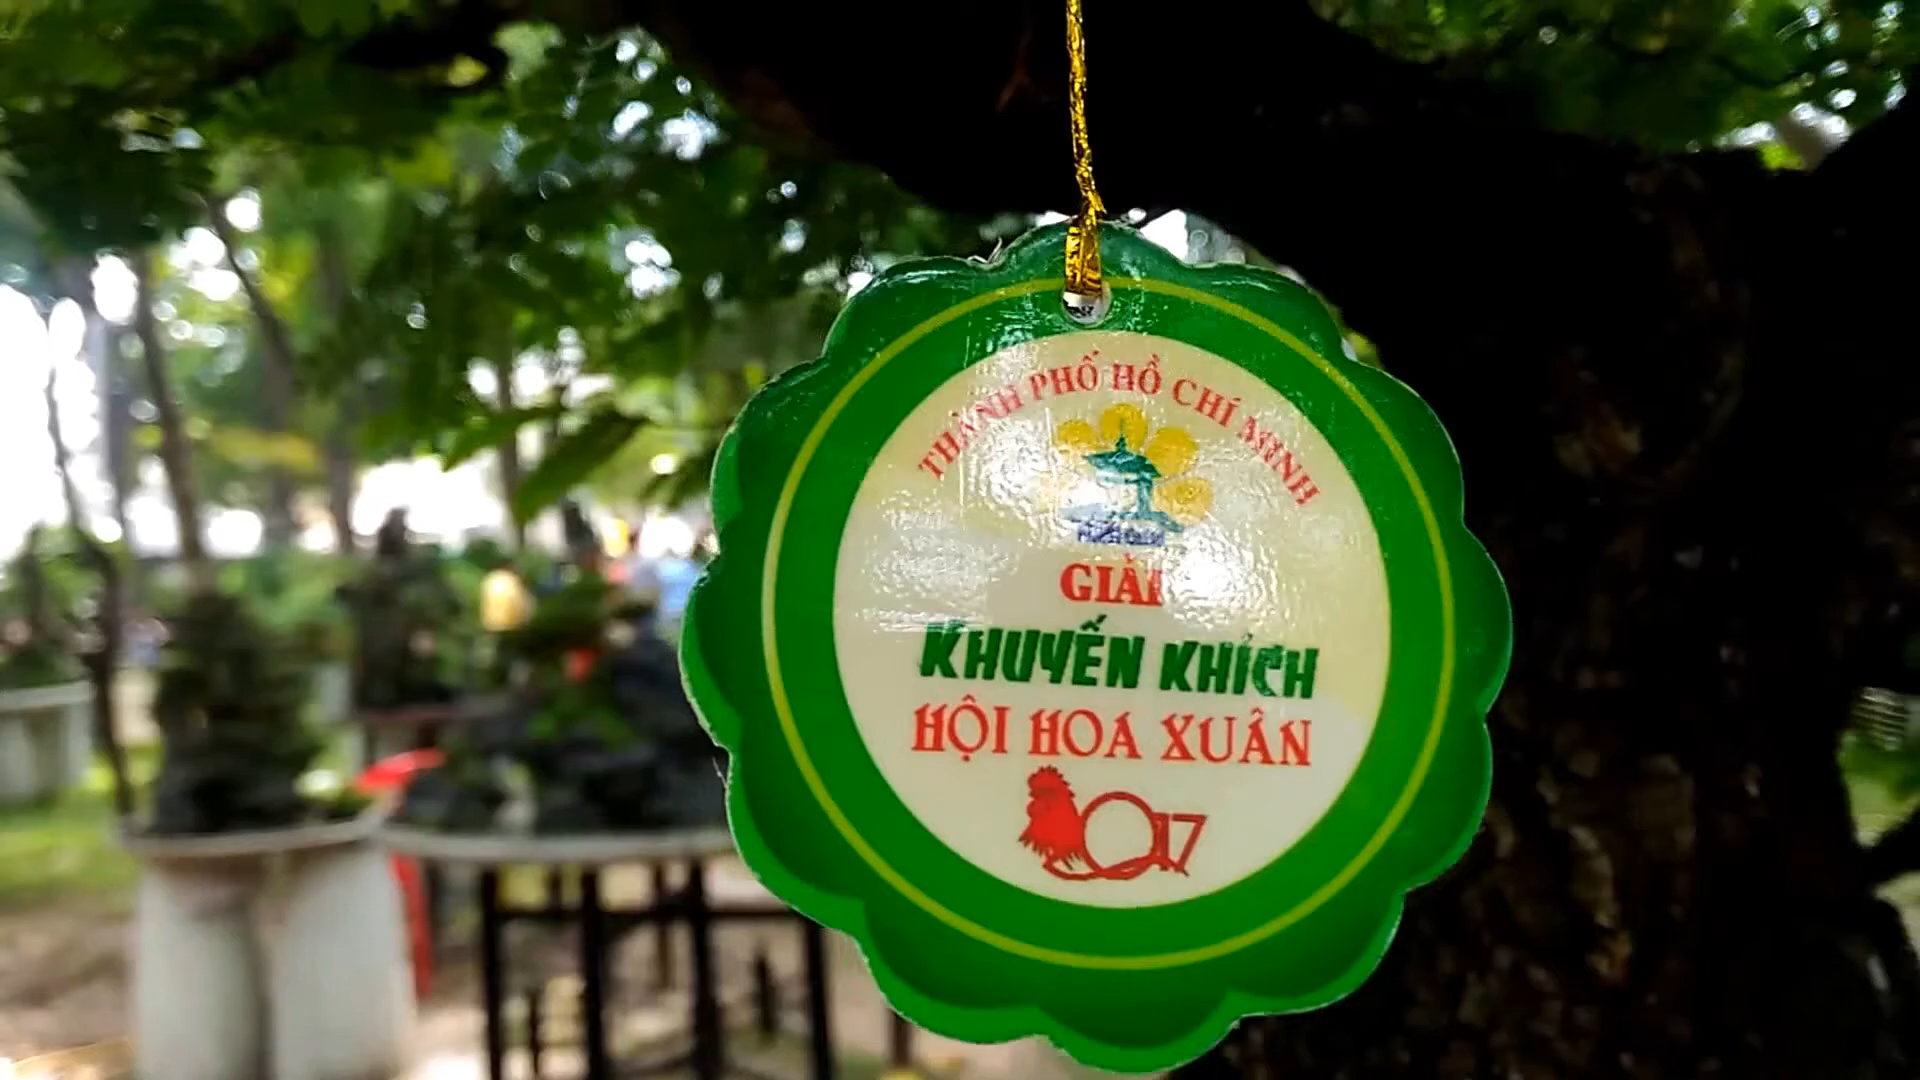 THÀNH PHỐ HỒ CHÍ MINH
GIẢI
KHUYẾN KHÍCH
HỘI HOA XUÂN
2017